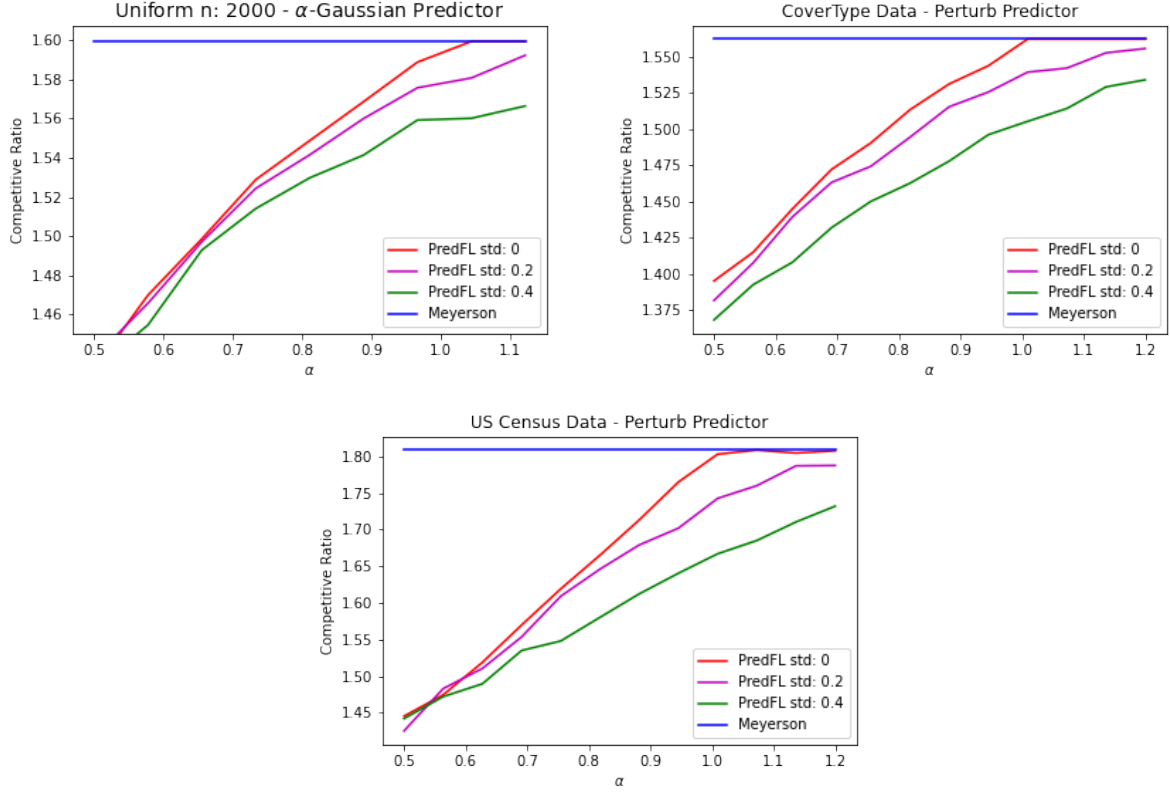 Uniform n: 2000 - α-Gaussian Predictor
1.60
1.58
1.56
1.54
1.52
1.50
1.48
1.46
Competitive Ratio
PredFL std: 0
PredFL std: 0.2
PredFL std: 0.4
Meyerson
0.5 0.6 0.7 0.8 0.9 1.0 1.1
α
CoverType Data - Perturb Predictor
1.550
1.525
1.500
1.475
1.450
1.425
1.400
1.375
Competitive Ratio
PredFL std: 0
PredFL std: 0.2
PredFL std: 0.4
Meyerson
0.5 0.6 0.7 0.8 0.9 1.0 1.1 1.2
α
US Census Data - Perturb Predictor
1.80
1.75
1.70
1.65
1.60
1.55
1.50
1.45
Competitive Ratio
PredFL std: 0
PredFL std: 0.2
PredFL std: 0.4
Meyerson
0.5 0.6 0.7 0.8 0.9 1.0 1.1 1.2
α